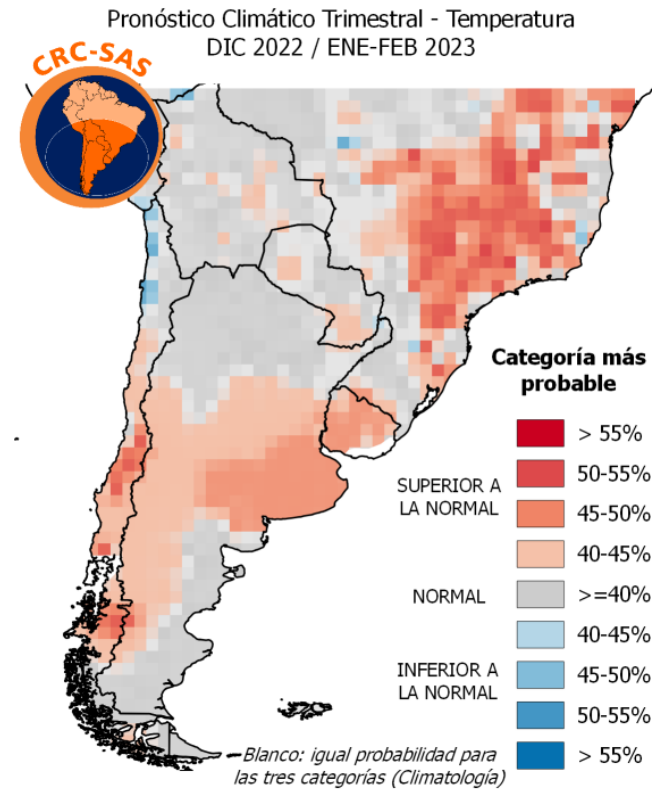 Pronóstico Climático Trimestral - Temperatura
DIC 2022 / ENE-FEB 2023
CRC-SAS
Categoría más
probable
> 55%
50-55%
SUPERIOR A
LA NORMAL
45-50%
40-45%
NORMAL
>=40%
40-45%
INFERIOR A
LA NORMAL
45-50%
50-55%
> 55%
Blanco: igual probabilidad para
las tres categorías (Climatología)